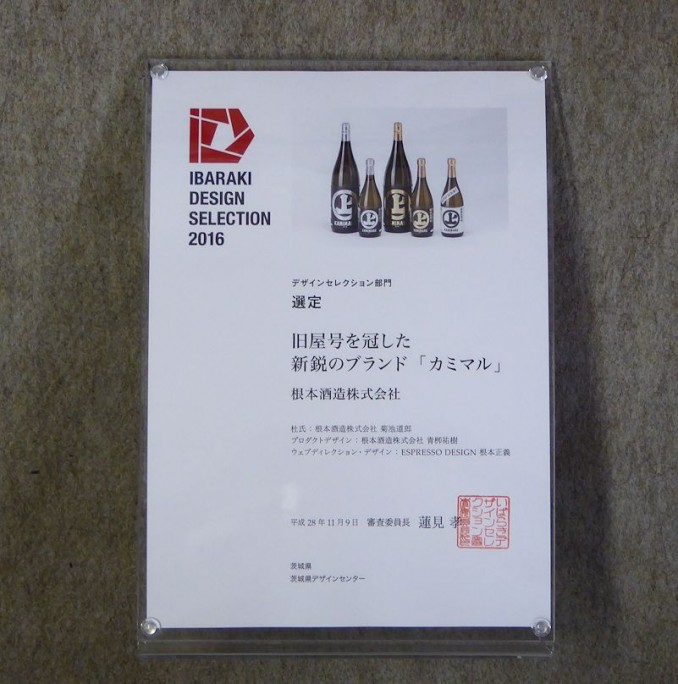 IBARAKI
DESIGN
SELECTION
2016
デザインセレクション部門
選定
旧屋号を冠した
新鋭のブランド「カミマル」
根本酒造株式会社
杜氏：根本酒造株式会社 菊池道郎
プロダクトデザイン：根本酒造株式会社 青栁祐樹
ウェブディレクション・デザイン：ESPRESSO DESIGN 根本正義
平成28年11月9日 審査委員長 蓮見 孝
茨城県
茨城県デザインセンター